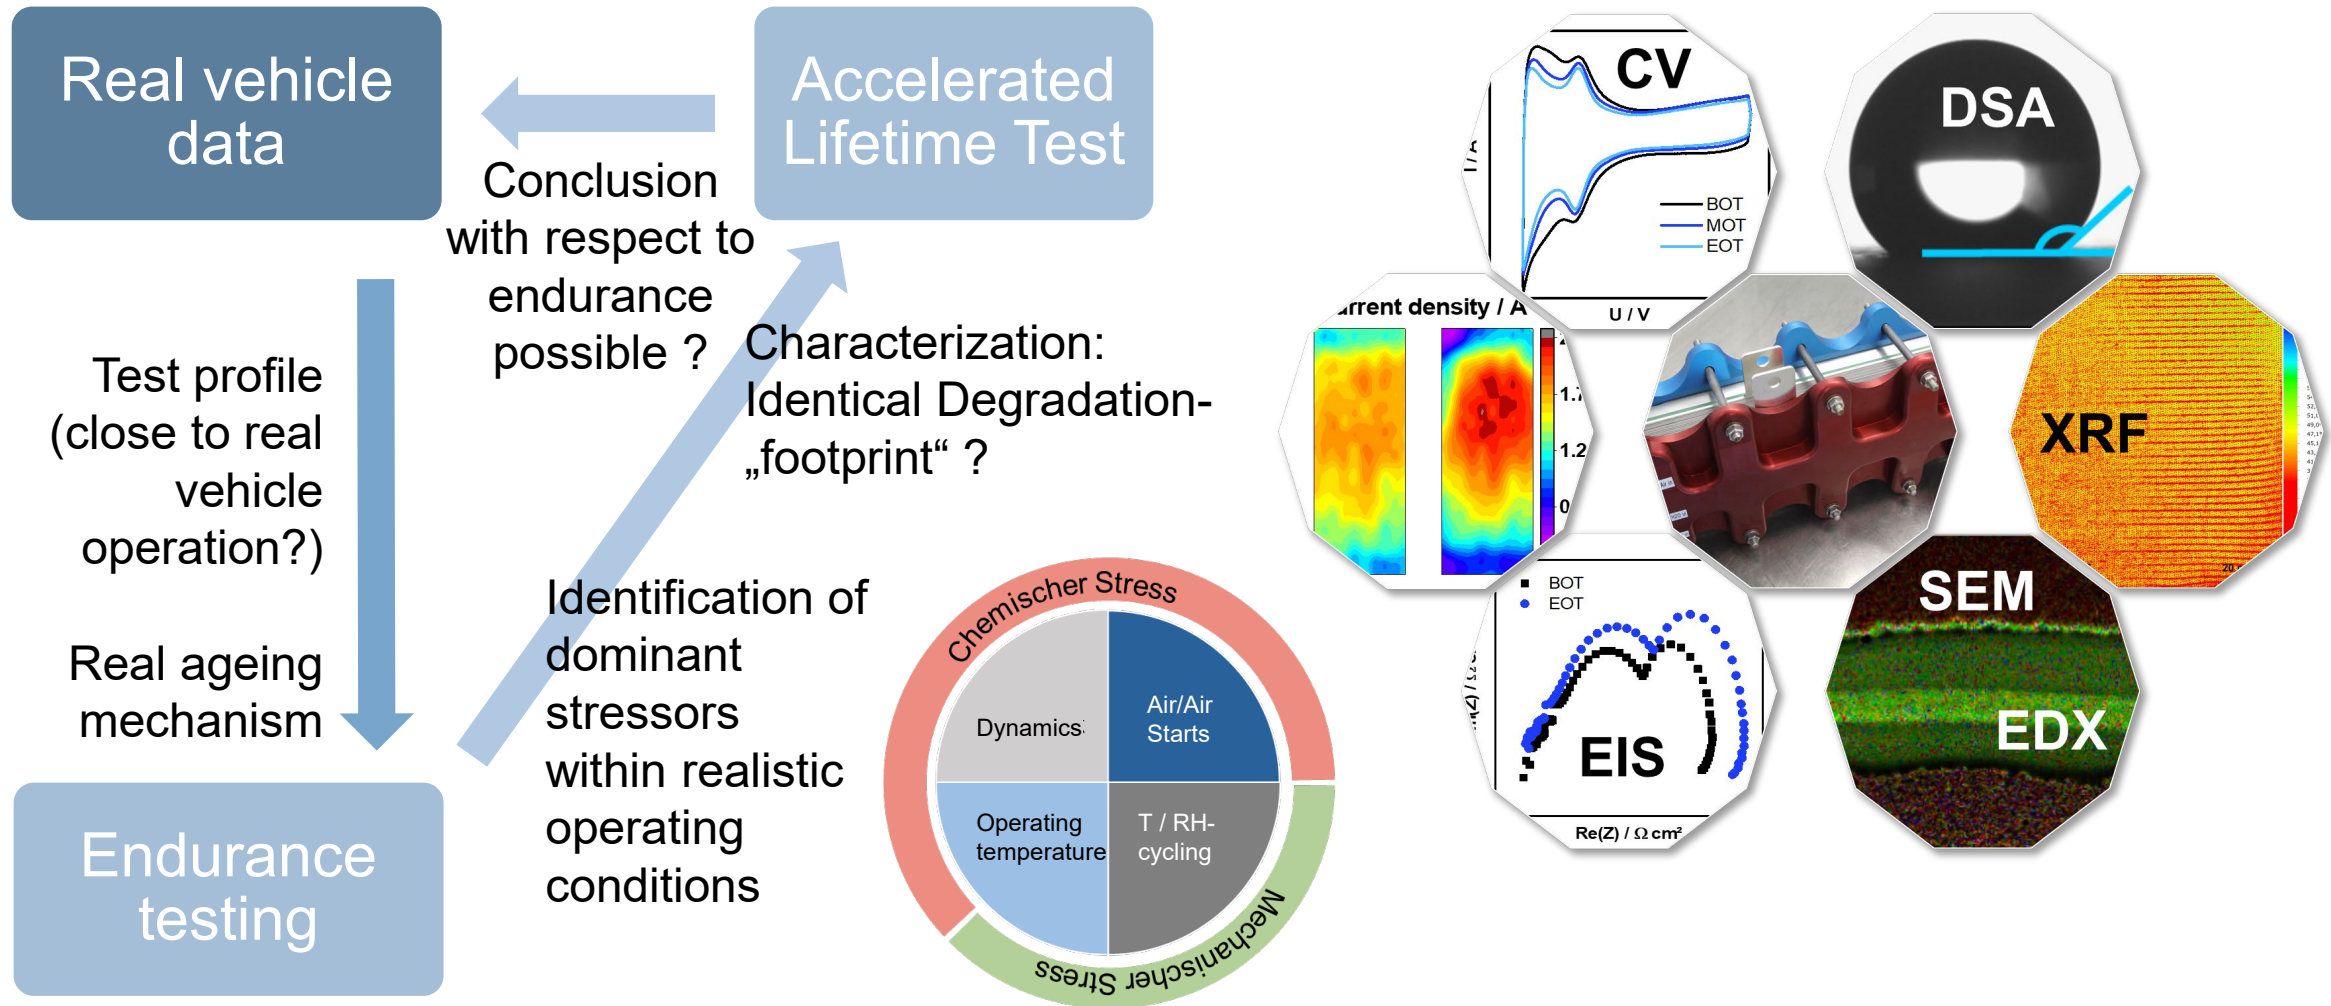 Real vehicle
data
Accelerated
Lifetime Test
Conclusion
with respect to
endurance
possible ?
Test profile
(close to real
vehicle
operation?)
Real ageing
mechanism
Characterization:
Identical Degradation-
„footprint“ ?
Identification of
dominant
stressors
within realistic
operating
conditions
Endurance
testing
Chemischer Stress
Dynamics
Air/Air
Starts
Operating
temperature
T / RH-
cycling
Mechanischer Stress
CV
I / A
BOT
MOT
EOT
U / V
DSA
current density / A
1.7
1.2
0
XRF
BOT
EOT
EIS
Re(Z) / Ω cm²
SEM
EDX